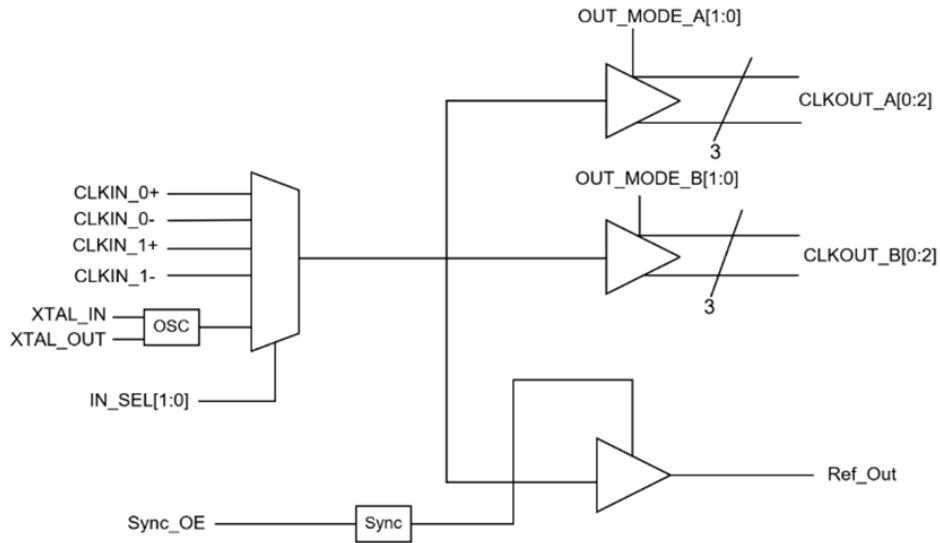 OUT_MODE_A[1:0]
CLKOUT_A[0:2]
3
OUT_MODE_B[1:0]
CLKIN_0+
CLKIN_0-
CLKIN_1+
CLKOUT_B[0:2]
CLKIN_1-
3
XTAL_IN
OSC
XTAL_OUT
IN_SEL[1:0]
Ref_Out
Sync_OE
Sync